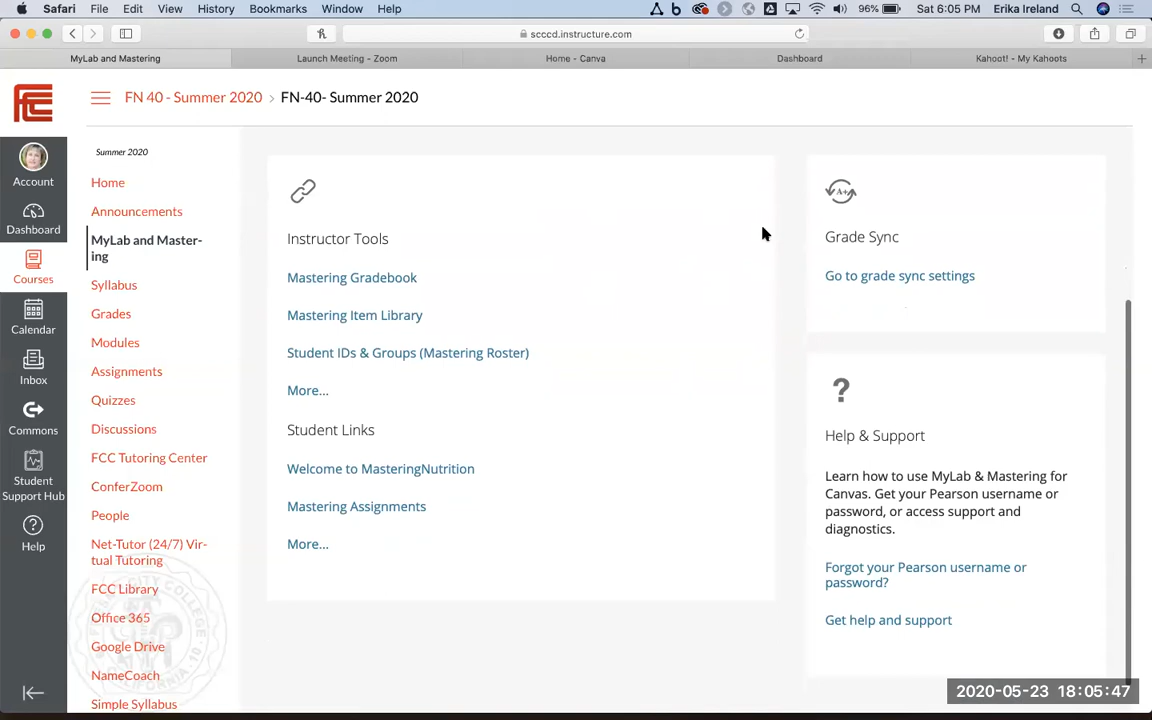 Safari File Edit View History Bookmarks Window Help 96% Sat 6:05 PM Erika Ireland
scccd.instructure.com
MyLab and Mastering Launch Meeting - Zoom Home - Canva Dashboard Kahoot! - My Kahoots
FCC
FN 40 - Summer 2020 › FN-40- Summer 2020
Account
Dashboard
Courses
Calendar
Inbox
Commons
Student
Support Hub
Help
Summer 2020
Home
Announcements
MyLab and Master-
ing
Syllabus
Grades
Modules
Assignments
Quizzes
Discussions
FCC Tutoring Center
ConferZoom
People
Net-Tutor (24/7) Vir-
tual Tutoring
FCC Library
Office 365
Google Drive
NameCoach
Simple Syllabus
Instructor Tools
Mastering Gradebook
Mastering Item Library
Student IDs & Groups (Mastering Roster)
More...
Student Links
Welcome to MasteringNutrition
Mastering Assignments
More...
A+
Grade Sync
Go to grade sync settings
?
Help & Support
Learn how to use MyLab & Mastering for
Canvas. Get your Pearson username or
password, or access support and
diagnostics.
Forgot your Pearson username or
password?
Get help and support
2020-05-23 18:05:47